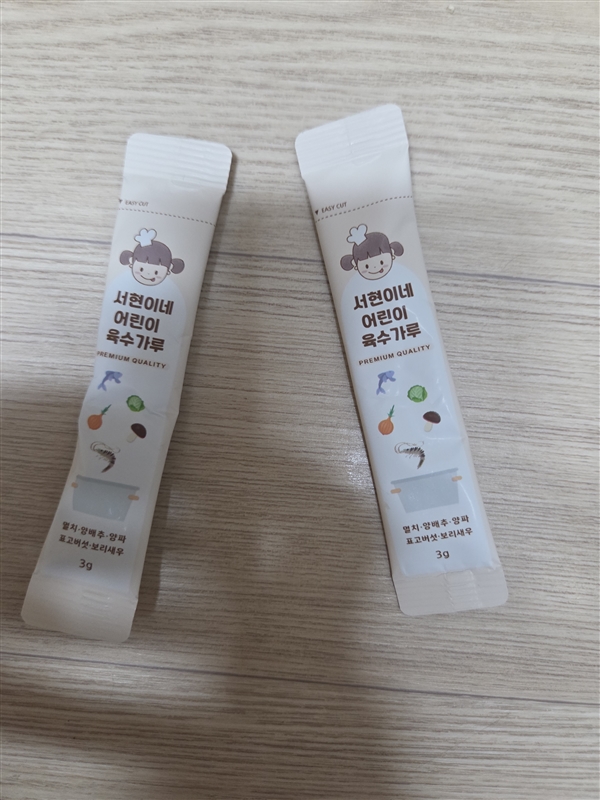 EASY CUT
서현이네
어린이
육수가루
PREMIUM QUALITY
멸치·양배추·양파
표고버섯·보리새우
3g
EASY CUT
서현이네
어린이
육수가루
PREMIUM QUALITY
멸치·양배추·양파
표고버섯·보리새우
3g